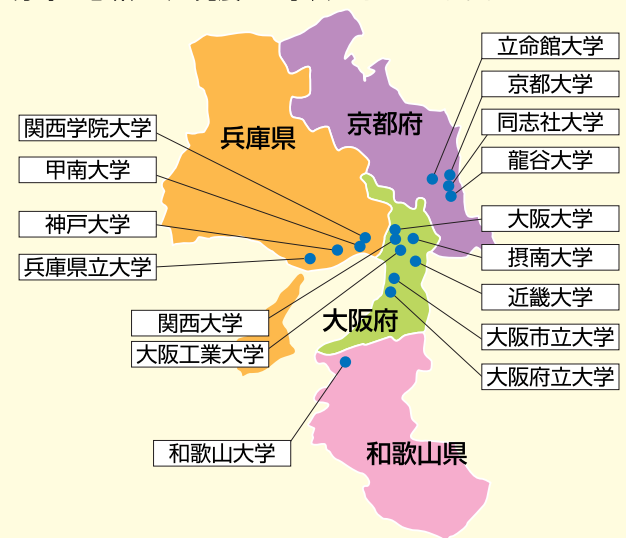 立命館大学
京都大学
同志社大学
龍谷大学
京都府
兵庫県
関西学院大学
甲南大学
神戸大学
兵庫県立大学
大阪大学
摂南大学
近畿大学
大阪市立大学
大阪府立大学
関西大学
大阪工業大学
大阪府
和歌山大学
和歌山県